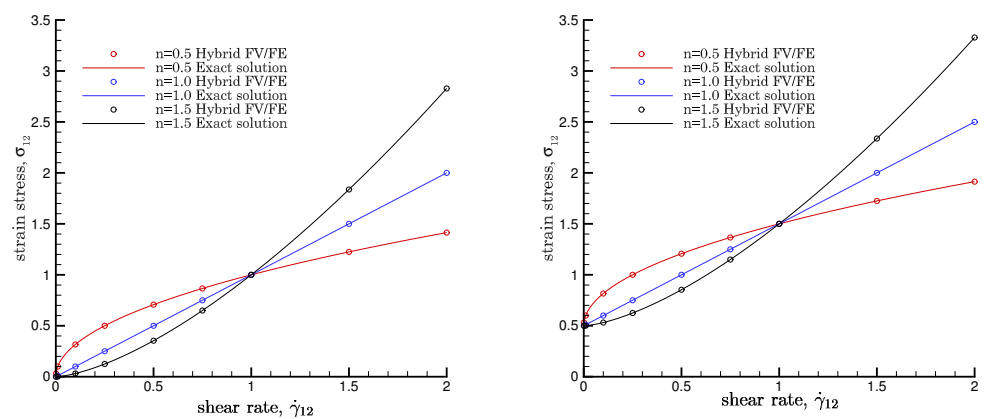 3.5
3
2.5
2
1.5
1
0.5
0
strain stress, σ₁₂
n=0.5 Hybrid FV/FE
n=0.5 Exact solution
n=1.0 Hybrid FV/FE
n=1.0 Exact solution
n=1.5 Hybrid FV/FE
n=1.5 Exact solution
0 0.5 1 1.5 2
shear rate, γ̇₁₂
3.5
3
2.5
2
1.5
1
0.5
0
strain stress, σ₁₂
n=0.5 Hybrid FV/FE
n=0.5 Exact solution
n=1.0 Hybrid FV/FE
n=1.0 Exact solution
n=1.5 Hybrid FV/FE
n=1.5 Exact solution
0 0.5 1 1.5 2
shear rate, γ̇₁₂